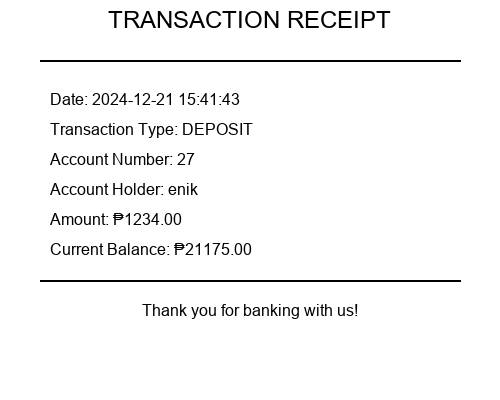 TRANSACTION RECEIPT
Date: 2024-12-21 15:41:43
Transaction Type: DEPOSIT
Account Number: 27
Account Holder: enik
Amount: ₱1234.00
Current Balance: ₱21175.00
Thank you for banking with us!